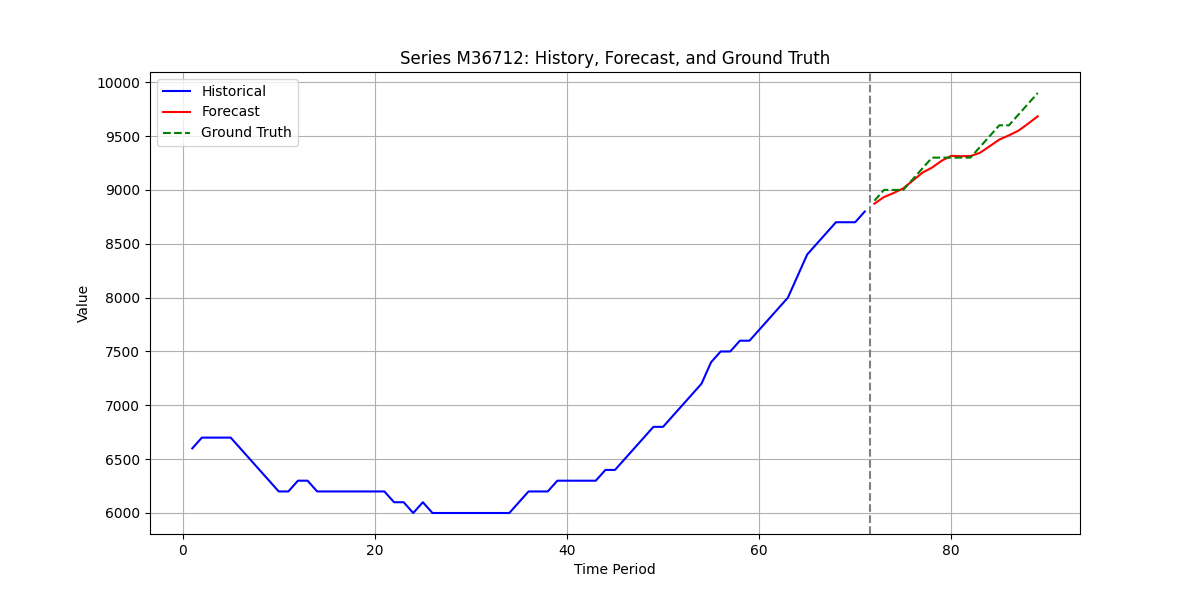 Series M36712: History, Forecast, and Ground Truth
Historical
Forecast
Ground Truth
10000
9500
9000
8500
8000
7500
7000
6500
6000
Value
0 20 40 60 80
Time Period